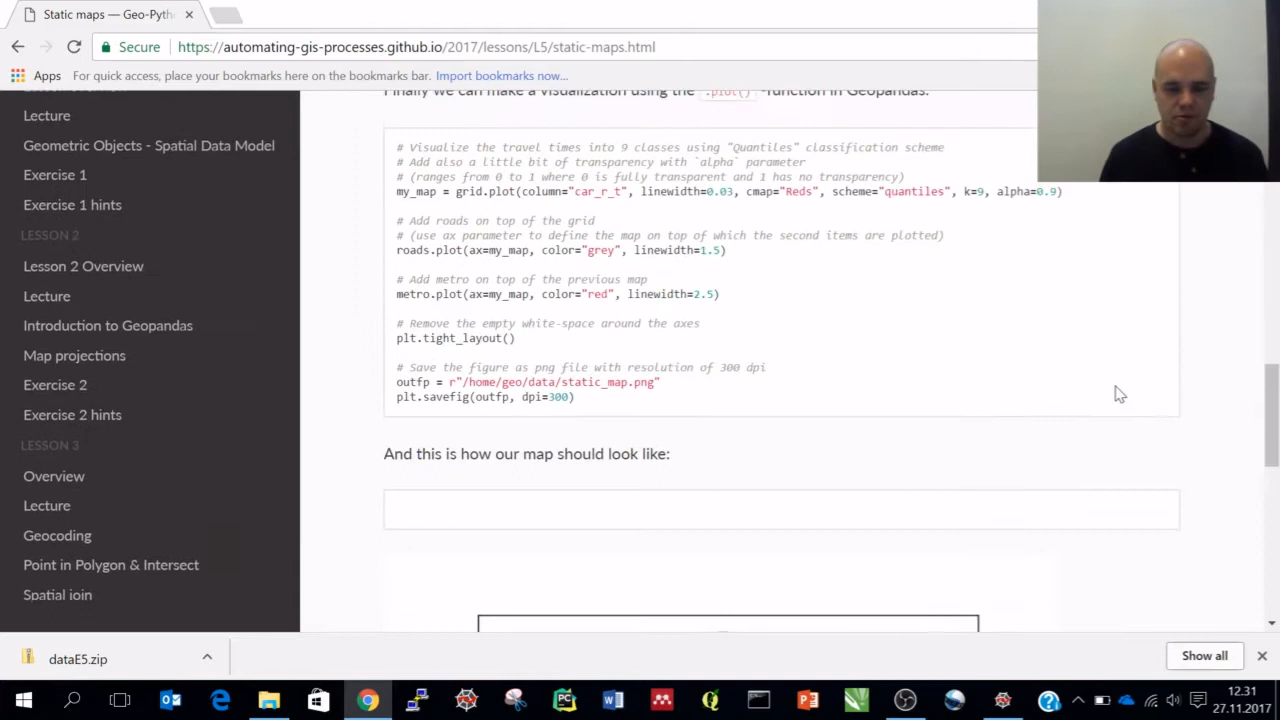 Static maps — Geo-Pyth
Secure
https://automating-gis-processes.github.io/2017/lessons/L5/static-maps.html
Apps
For quick access, place your bookmarks here on the bookmarks bar. Import bookmarks now...
Lecture
Geometric Objects - Spatial Data Model
Exercise 1
Exercise 1 hints
LESSON 2
Lesson 2 Overview
Lecture
Introduction to Geopandas
Map projections
Exercise 2
Exercise 2 hints
LESSON 3
Overview
Lecture
Geocoding
Point in Polygon & Intersect
Spatial join
Finally we can make a visualization using the .plot() -function in Geopandas.
# Visualize the travel times into 9 classes using "Quantiles" classification scheme
# Add also a little bit of transparency with `alpha` parameter
# (ranges from 0 to 1 where 0 is fully transparent and 1 has no transparency)
my_map = grid.plot(column="car_r_t", linewidth=0.03, cmap="Reds", scheme="quantiles", k=9, alpha=0.9)
# Add roads on top of the grid
# (use ax parameter to define the map on top of which the second items are plotted)
roads.plot(ax=my_map, color="grey", linewidth=1.5)
# Add metro on top of the previous map
metro.plot(ax=my_map, color="red", linewidth=2.5)
# Remove the empty white-space around the axes
plt.tight_layout()
# Save the figure as png file with resolution of 300 dpi
outfp = r"/home/geo/data/static_map.png"
plt.savefig(outfp, dpi=300)
And this is how our map should look like:
dataE5.zip
Show all
12.31
27.11.2017